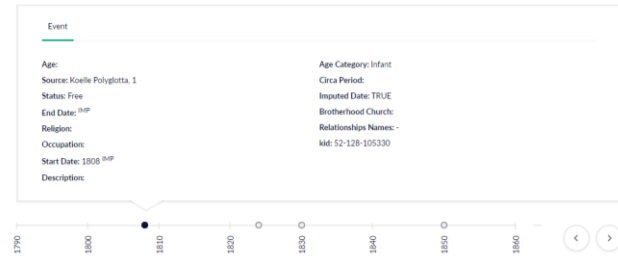 Event
Age:
Source: Koelle Polyglotta, 1
Status: Free
End Date: IMP
Religion:
Occupation:
Start Date: 1808 IMP
Description:
Age Category: Infant
Circa Period:
Imputed Date: TRUE
Brotherhood Church:
Relationships Names: -
kid: 52-128-105330
1790
1800
1810
1820
1830
1840
1850
1860